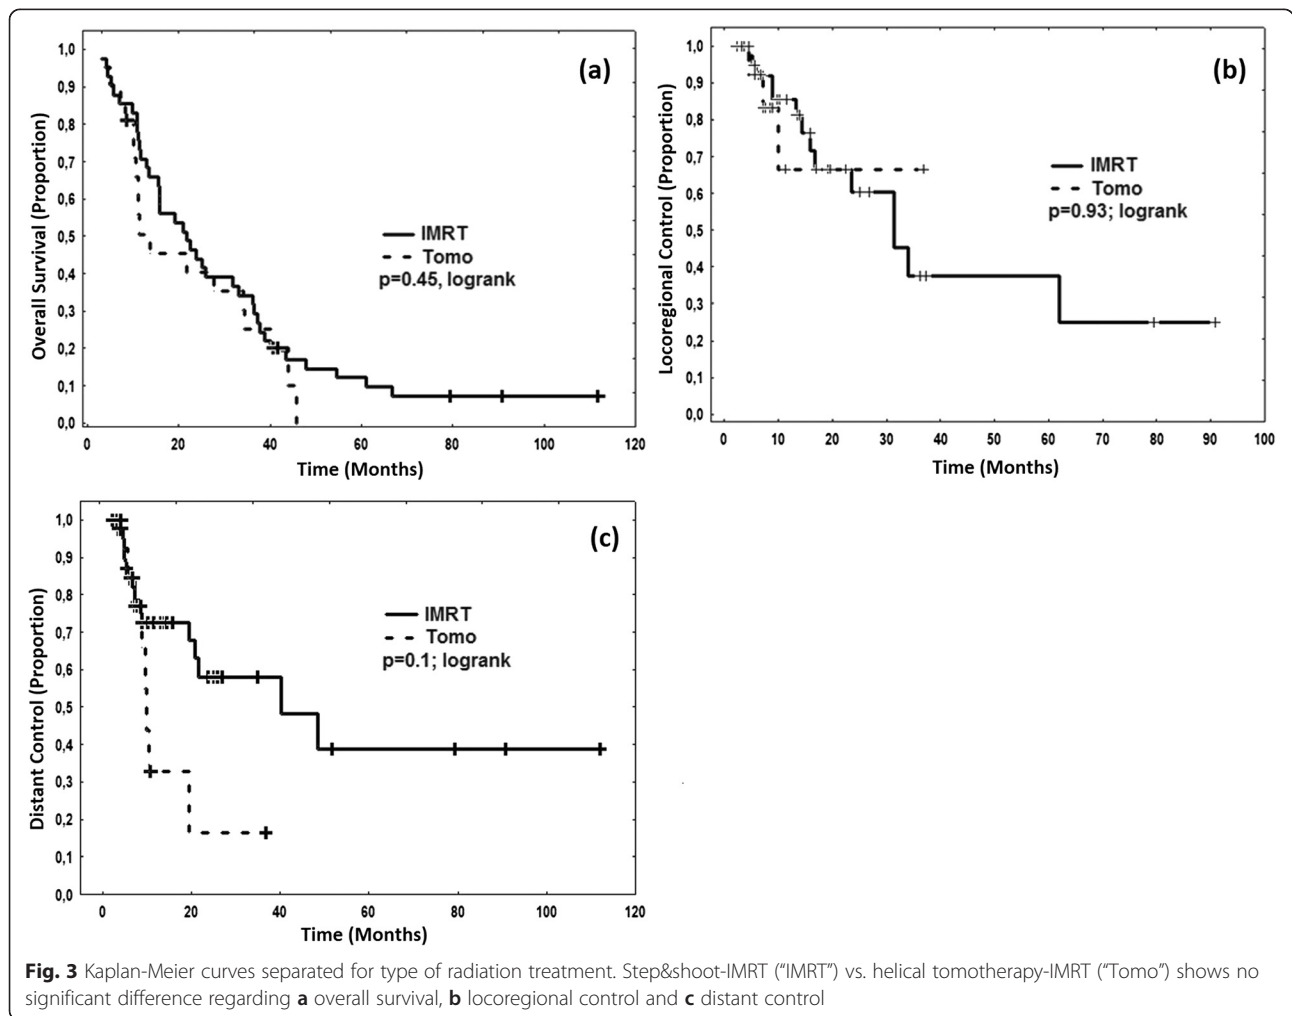 (a)
Overall Survival (Proportion)
1,0
0,9
0,8
0,7
0,6
0,5
0,4
0,3
0,2
0,1
0,0
IMRT
Tomo
p=0.45, logrank
0 20 40 60 80 100 120
Time (Months)
(b)
Locoregional Control (Proportion)
1,0
0,9
0,8
0,7
0,6
0,5
0,4
0,3
0,2
0,1
0,0
IMRT
Tomo
p=0.93; logrank
0 10 20 30 40 50 60 70 80 90 100
Time (Months)
(c)
Distant Control (Proportion)
1,0
0,9
0,8
0,7
0,6
0,5
0,4
0,3
0,2
0,1
0,0
IMRT
Tomo
p=0.1; logrank
0 20 40 60 80 100 120
Time (Months)
Fig. 3 Kaplan-Meier curves separated for type of radiation treatment. Step&shoot-IMRT (“IMRT”) vs. helical tomotherapy-IMRT (“Tomo”) shows no
significant difference regarding a overall survival, b locoregional control and c distant control